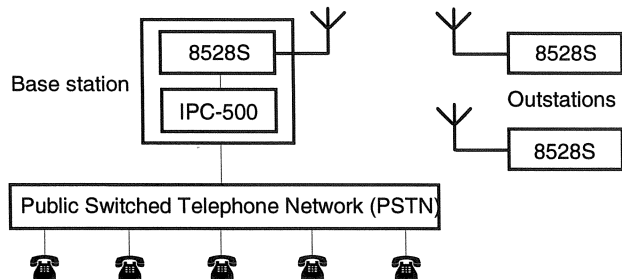 8528S
Base station
IPC-500
8528S
Outstations
8528S
Public Switched Telephone Network (PSTN)